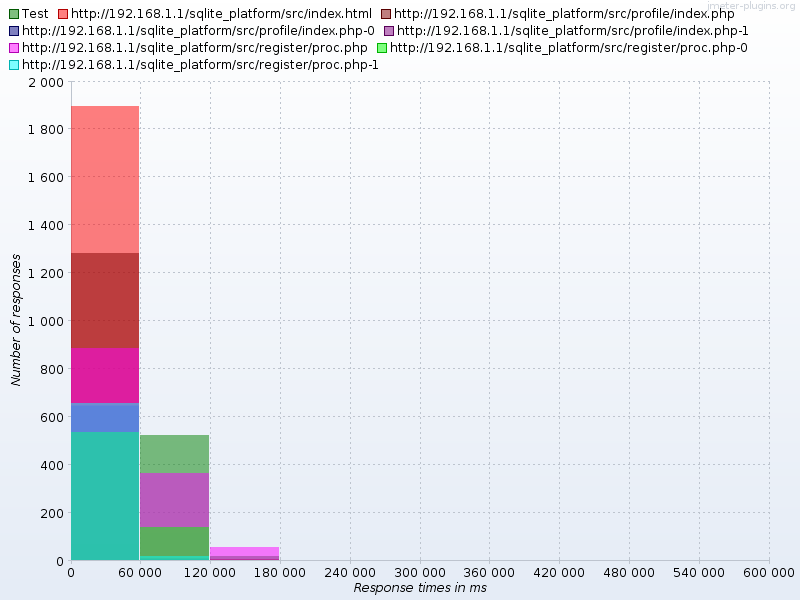 jmeter-plugins.org
Test http://192.168.1.1/sqlite_platform/src/index.html http://192.168.1.1/sqlite_platform/src/profile/index.php
http://192.168.1.1/sqlite_platform/src/profile/index.php-0 http://192.168.1.1/sqlite_platform/src/profile/index.php-1
http://192.168.1.1/sqlite_platform/src/register/proc.php http://192.168.1.1/sqlite_platform/src/register/proc.php-0
http://192.168.1.1/sqlite_platform/src/register/proc.php-1
2 000
1 800
1 600
1 400
1 200
1 000
800
600
400
200
0
Number of responses
0 60 000 120 000 180 000 240 000 300 000 360 000 420 000 480 000 540 000 600 000
Response times in ms